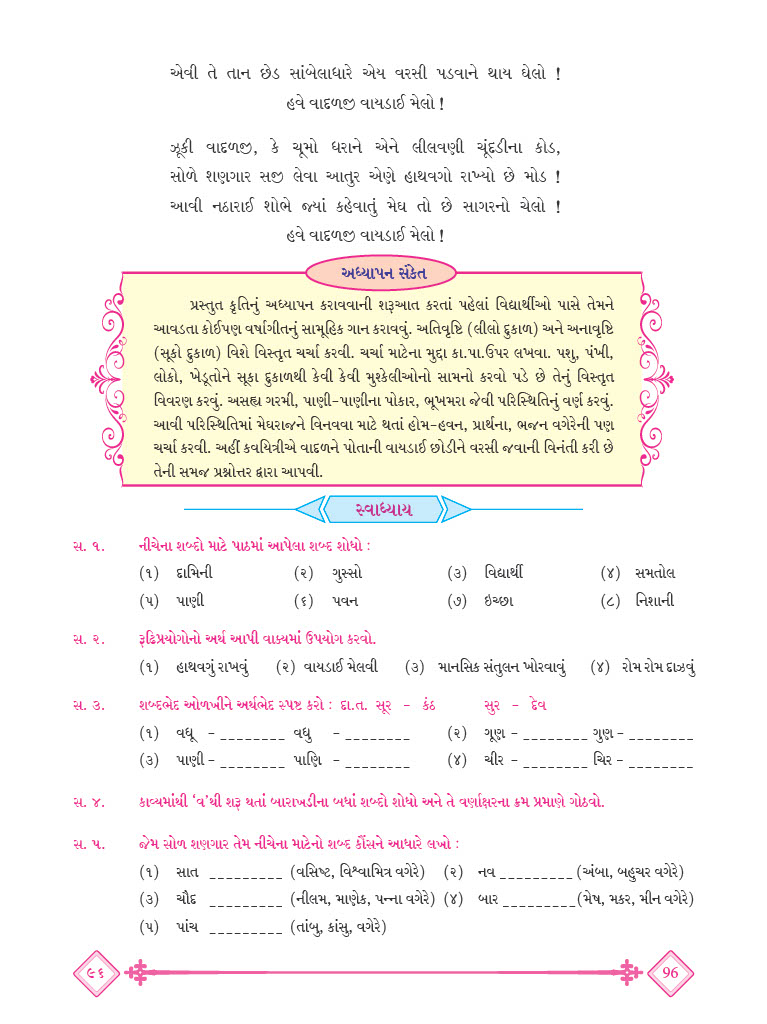 એવી તે તાન છેડ સાંબેલાધારે એય વરસી પડવાને થાય ઘેલો !
હવે વાદળજી વાયડાઈ મેલો !
ઝૂકી વાદળજી, કે ચૂમો ધરાને એને લીલવણી ચૂંદડીના કોડ,
સોળે શણગાર સજી લેવા આતુર એણે હાથવગો રાખ્યો છે મોડ !
આવી નઠારાઈ શોભે જ્યાં કહેવાતું મેઘ તો છે સાગરનો ચેલો !
હવે વાદળજી વાયડાઈ મેલો !
અધ્યાપન સંકેત
પ્રસ્તુત કૃતિનું અધ્યાપન કરાવવાની શરૂઆત કરતાં પહેલાં વિદ્યાર્થીઓ પાસે તેમને
આવડતા કોઈપણ વર્ષાગીતનું સામૂહિક ગાન કરાવવું. અતિવૃષ્ટિ (લીલો દુકાળ) અને અનાવૃષ્ટિ
(સૂકો દુકાળ) વિશે વિસ્તૃત ચર્ચા કરવી. ચર્ચા માટેના મુદ્દા કા.પા.ઉપર લખવા. પશુ, પંખી,
લોકો, ખેડૂતોને સૂકા દુકાળથી કેવી કેવી મુશ્કેલીઓનો સામનો કરવો પડે છે તેનું વિસ્તૃત
વિવરણ કરવું. અસહ્ય ગરમી, પાણી-પાણીના પોકાર, ભૂખમરા જેવી પરિસ્થિતિનું વર્ણ કરવું.
આવી પરિસ્થિતિમાં મેઘરાજને વિનવવા માટે થતાં હોમ-હવન, પ્રાર્થના, ભજન વગેરેની પણ
ચર્ચા કરવી. અહીં કવયિત્રીએ વાદળને પોતાની વાયડાઈ છોડીને વરસી જવાની વિનંતી કરી છે
તેની સમજ પ્રશ્નોત્તર દ્વારા આપવી.
સ્વાધ્યાય
સ. ૧. નીચેના શબ્દો માટે પાઠમાં આપેલા શબ્દ શોધો :
(૧) દામિની (૨) ગુસ્સો (૩) વિદ્યાર્થી (૪) સમતોલ
(૫) પાણી (૬) પવન (૭) ઇચ્છા (૮) નિશાની
સ. ૨. રૂઢિપ્રયોગોનો અર્થ આપી વાક્યમાં ઉપયોગ કરવો.
(૧) હાથવગું રાખવું (૨) વાયડાઈ મેલવી (૩) માનસિક સંતુલન ખોરવાવું (૪) રોમ રોમ દાઝવું
સ. ૩. શબ્દભેદ ઓળખીને અર્થભેદ સ્પષ્ટ કરો : દા.ત. સૂર - કંઠ સુર - દેવ
(૧) વધૂ - ________ વધુ - ________ (૨) ગૂણ - ________ ગુણ - ________
(૩) પાણી - ________ પાણિ - ________ (૪) ચીર - ________ ચિર - ________
સ. ૪. કાવ્યમાંથી ‘વ’થી શરૂ થતાં બારાખડીના બધાં શબ્દો શોધો અને તે વર્ણાક્ષરના ક્રમ પ્રમાણે ગોઠવો.
સ. ૫. જેમ સોળ શણગાર તેમ નીચેના માટેનો શબ્દ કૌંસને આધારે લખો :
(૧) સાત _________ (વસિષ્ટ, વિશ્વામિત્ર વગેરે) (૨) નવ _________ (અંબા, બહુચર વગેરે)
(૩) ચૌદ _________ (નીલમ, માણેક, પન્ના વગેરે) (૪) બાર _________(મેષ, મકર, મીન વગેરે)
(૫) પાંચ _________ (તાંબુ, કાંસુ, વગેરે)
૯૬ 96